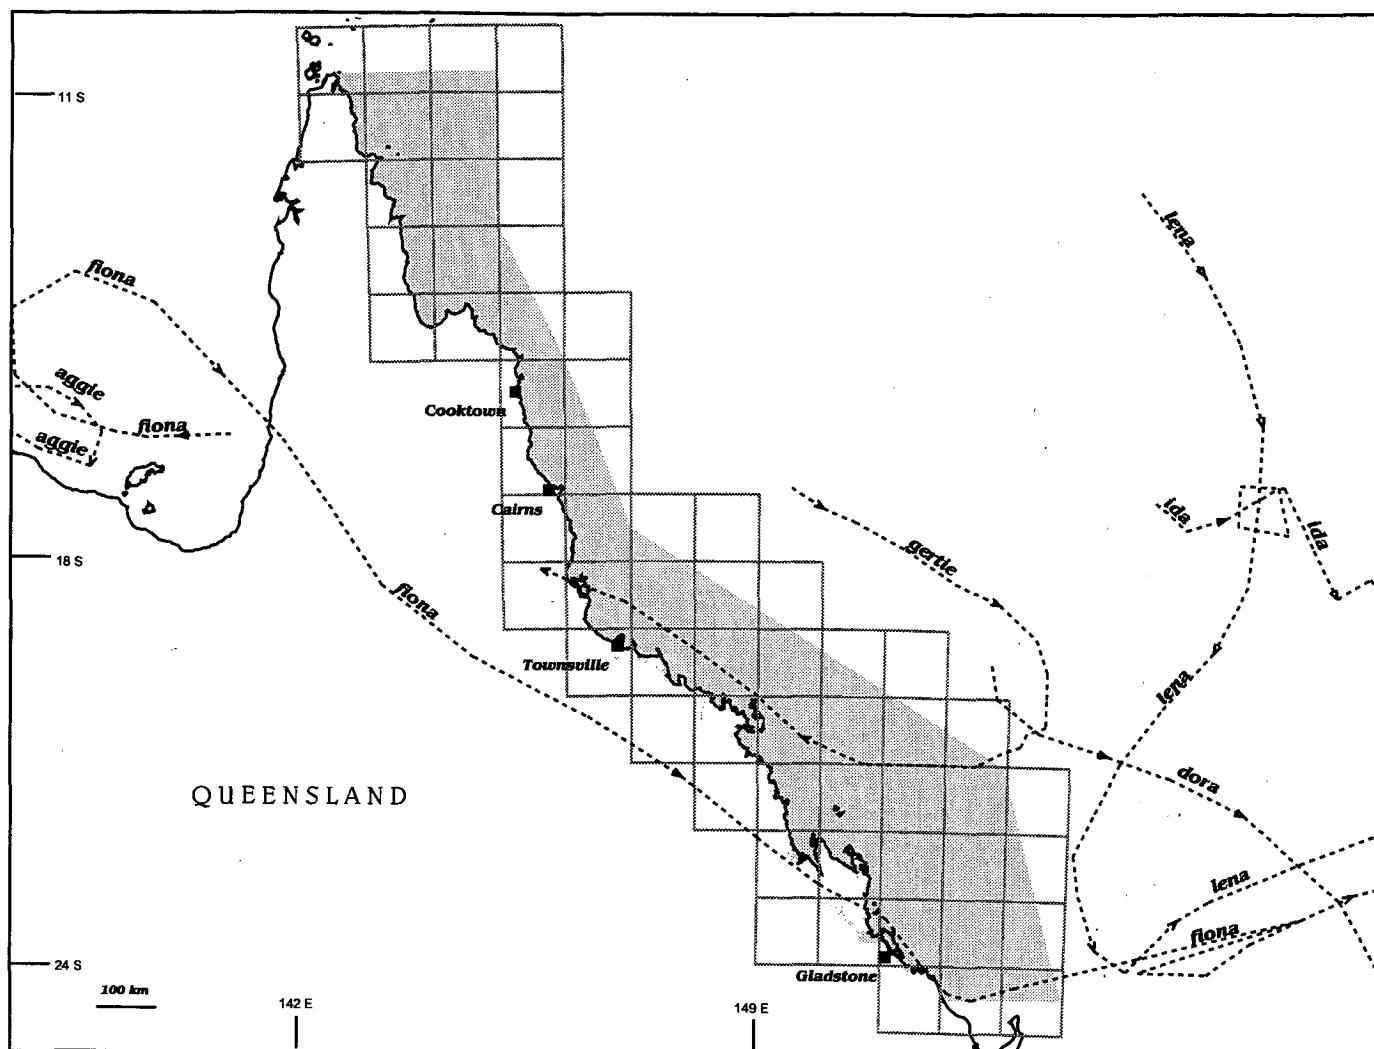 11 S
lena
fiona
aggie
Cooktown
fiona
aggie
Cairns
ida
ida
gertie
18 S
fiona
Townsville
lena
dora
QUEENSLAND
lena
fiona
24 S
Gladstone
100 km
142 E
149 E